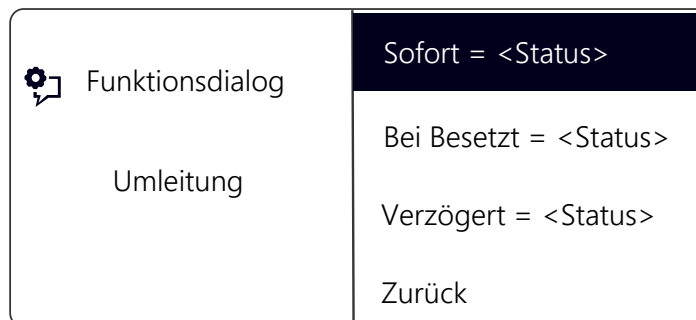 Funktionsdialog
Umleitung
Sofort = <Status>
Bei Besetzt = <Status>
Verzögert = <Status>
Zurück